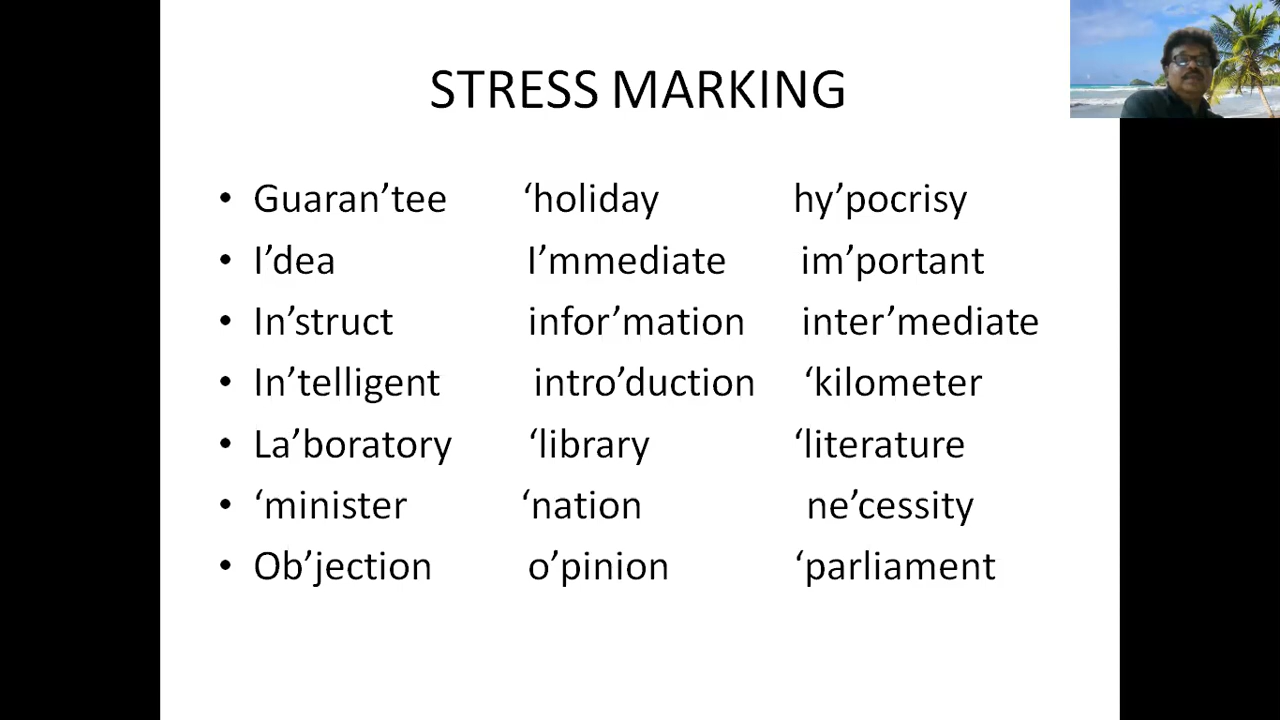 STRESS MARKING
• Guaran’tee ‘holiday hy’pocrisy
• I’dea I’mmediate im’portant
• In’struct infor’mation inter’mediate
• In’telligent intro’duction ‘kilometer
• La’boratory ‘library ‘literature
• ‘minister ‘nation ne’cessity
• Ob’jection o’pinion ‘parliament